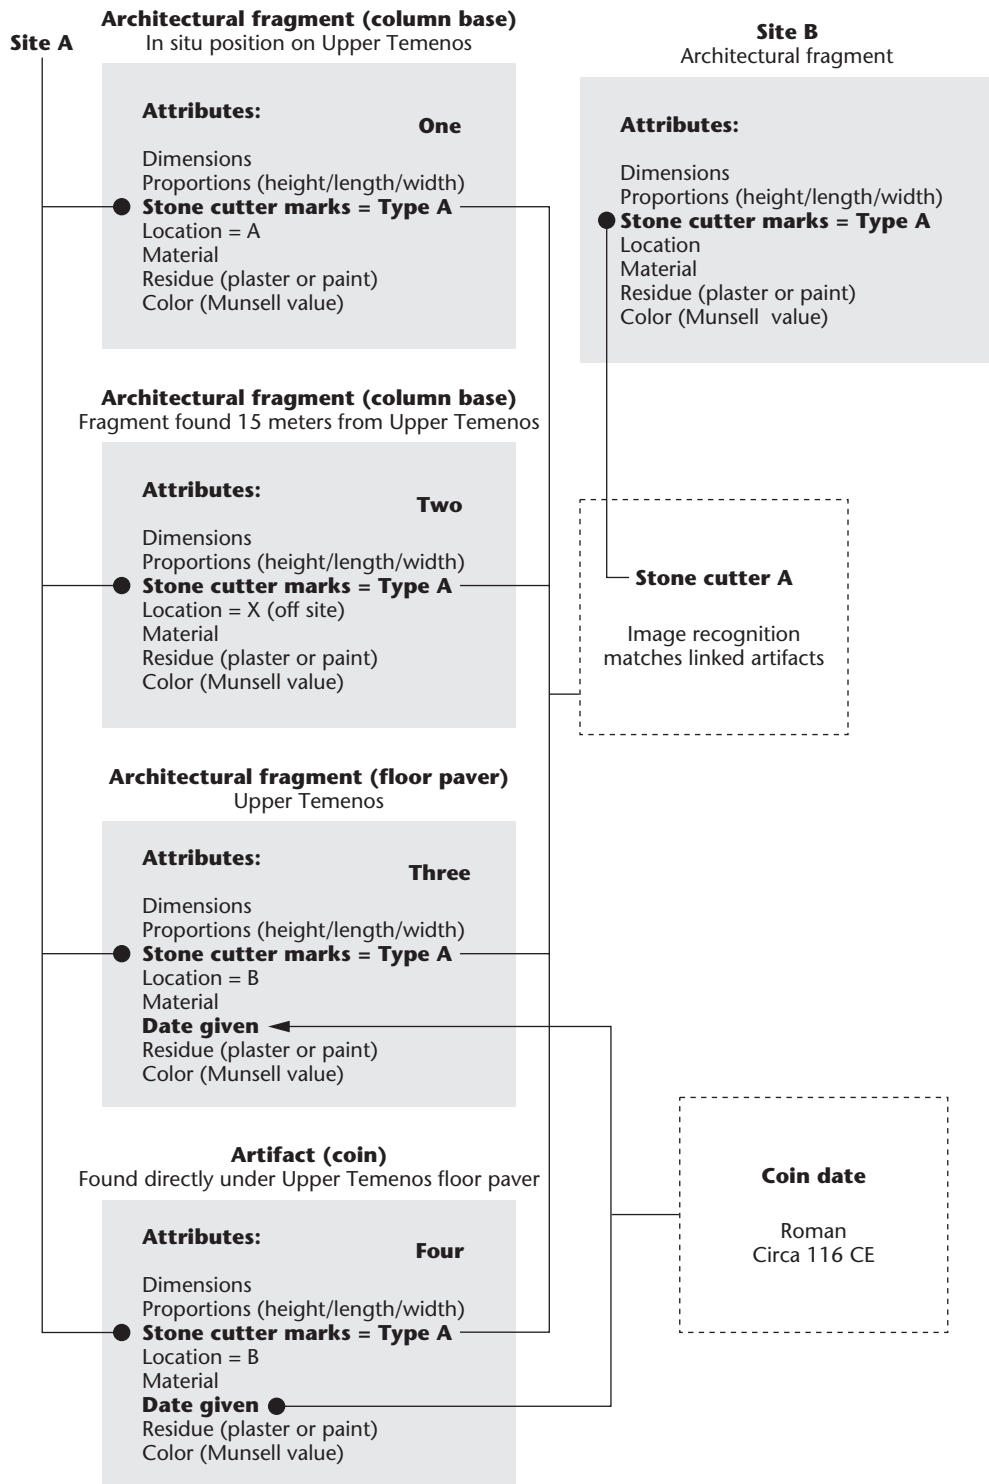 Site A
Architectural fragment (column base)
In situ position on Upper Temenos
Attributes:
One
Dimensions
Proportions (height/length/width)
Stone cutter marks = Type A
Location = A
Material
Residue (plaster or paint)
Color (Munsell value)
Architectural fragment (column base)
Fragment found 15 meters from Upper Temenos
Attributes:
Two
Dimensions
Proportions (height/length/width)
Stone cutter marks = Type A
Location = X (off site)
Material
Residue (plaster or paint)
Color (Munsell value)
Architectural fragment (floor paver)
Upper Temenos
Attributes:
Three
Dimensions
Proportions (height/length/width)
Stone cutter marks = Type A
Location = B
Material
Date given
Residue (plaster or paint)
Color (Munsell value)
Artifact (coin)
Found directly under Upper Temenos floor paver
Attributes:
Four
Dimensions
Proportions (height/length/width)
Stone cutter marks = Type A
Location = B
Material
Date given
Residue (plaster or paint)
Color (Munsell value)
Site B
Architectural fragment
Attributes:
Dimensions
Proportions (height/length/width)
Stone cutter marks = Type A
Location
Material
Residue (plaster or paint)
Color (Munsell value)
Stone cutter A
Image recognition
matches linked artifacts
Coin date
Roman
Circa 116 CE